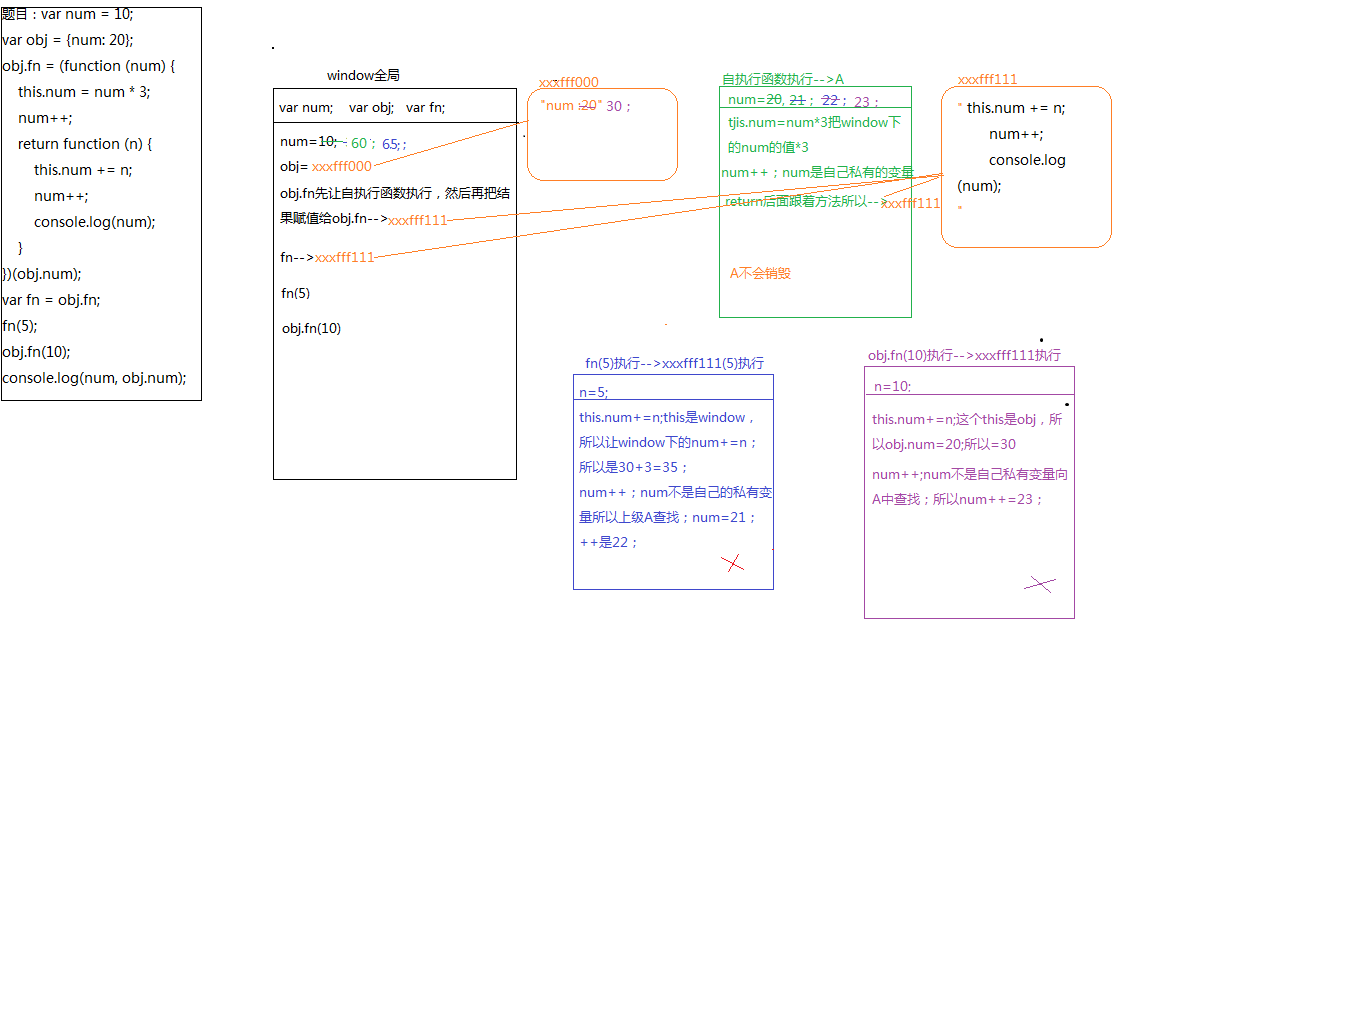 题目：var num = 10;
var obj = {num: 20};
obj.fn = (function (num) {
this.num = num * 3;
num++;
return function (n) {
this.num += n;
num++;
console.log(num);
}
})(obj.num);
var fn = obj.fn;
fn(5);
obj.fn(10);
console.log(num, obj.num);
window全局
var num; var obj; var fn;
num=10; ; 60； 65;；
obj= xxxfff000
obj.fn先让自执行函数执行，然后再把结
果赋值给obj.fn-->xxxfff111
fn-->xxxfff111
fn(5)
obj.fn(10)
xxxfff000
"num :20" 30；
自执行函数执行-->A
num=20, 21； 22； 23；
tjis.num=num*3把window下
的num的值*3
num++；num是自己私有的变量
return后面跟着方法所以-->xxxfff111
A不会销毁
xxxfff111
" this.num += n;
num++;
console.log
(num);
"
fn(5)执行-->xxxfff111(5)执行
n=5;
this.num+=n;this是window，
所以让window下的num+=n；
所以是30+3=35；
num++；num不是自己的私有变
量所以上级A查找；num=21；
++是22；
obj.fn(10)执行-->xxxfff111执行
n=10;
this.num+=n;这个this是obj，所
以obj.num=20;所以=30
num++;num不是自己私有变量向
A中查找；所以num++=23；